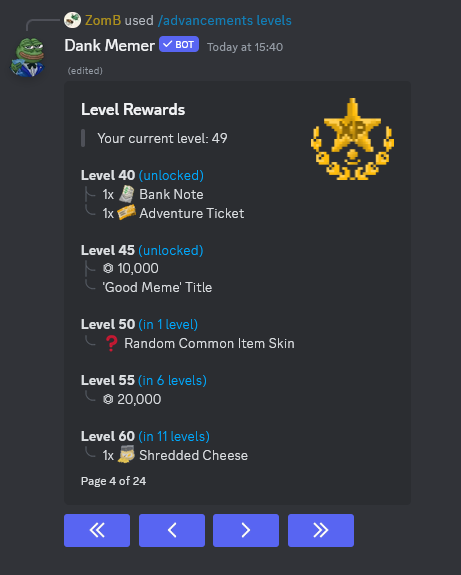 ZomB used /advancements levels
Dank Memer BOT Today at 15:40
(edited)
Level Rewards
Your current level: 49
XP
Level 40 (unlocked)
1x Bank Note
1x Adventure Ticket
Level 45 (unlocked)
10,000
'Good Meme' Title
Level 50 (in 1 level)
❓ Random Common Item Skin
Level 55 (in 6 levels)
20,000
Level 60 (in 11 levels)
1x Shredded Cheese
Page 4 of 24